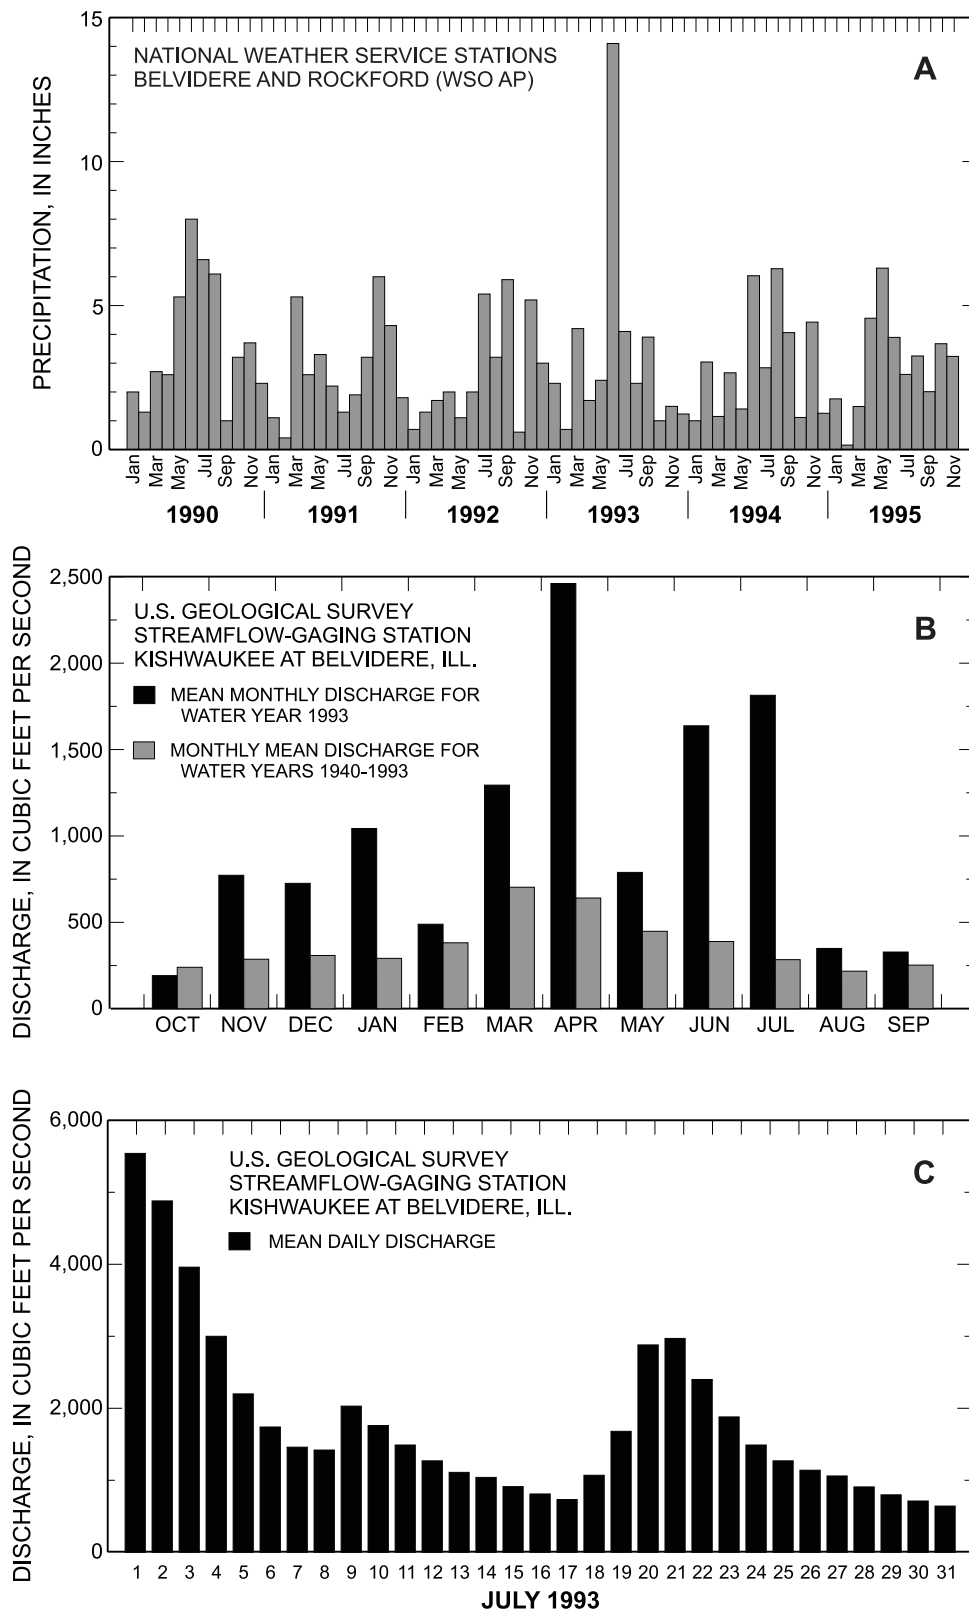 15
NATIONAL WEATHER SERVICE STATIONS
BELVIDERE AND ROCKFORD (WSO AP)
A
PRECIPITATION, IN INCHES
10
5
0
Jan Mar May Jul Sep Nov Jan Mar May Jul Sep Nov Jan Mar May Jul Sep Nov Jan Mar May Jul Sep Nov Jan Mar May Jul Sep Nov Jan Mar May Jul Sep Nov
1990 1991 1992 1993 1994 1995
DISCHARGE, IN CUBIC FEET PER SECOND
2,500
U.S. GEOLOGICAL SURVEY
STREAMFLOW-GAGING STATION
KISHWAUKEE AT BELVIDERE, ILL.
B
2,000
MEAN MONTHLY DISCHARGE FOR
WATER YEAR 1993
1,500
MONTHLY MEAN DISCHARGE FOR
WATER YEARS 1940-1993
1,000
500
0
OCT NOV DEC JAN FEB MAR APR MAY JUN JUL AUG SEP
DISCHARGE, IN CUBIC FEET PER SECOND
6,000
U.S. GEOLOGICAL SURVEY
STREAMFLOW-GAGING STATION
KISHWAUKEE AT BELVIDERE, ILL.
C
MEAN DAILY DISCHARGE
4,000
2,000
0
1 2 3 4 5 6 7 8 9 10 11 12 13 14 15 16 17 18 19 20 21 22 23 24 25 26 27 28 29 30 31
JULY 1993